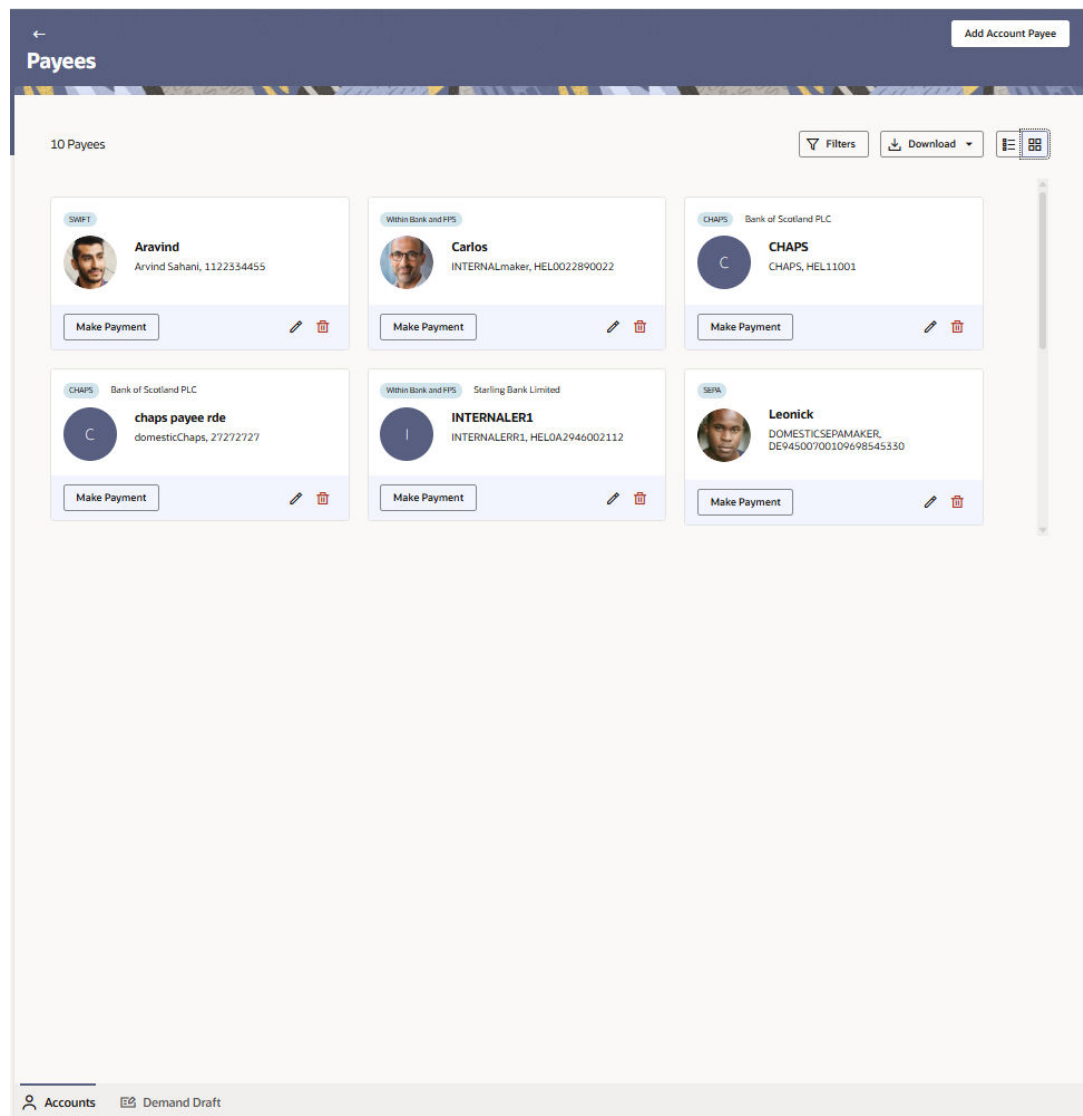 Add Account Payee
Payees
10 Payees
Filters
Download
SWIFT
Aravind
Arvind Sahani, 1122334455
Make Payment
Within Bank and FPS
Carlos
INTERNALmaker, HEL0022890022
Make Payment
CHAPS Bank of Scotland PLC
C
CHAPS
CHAPS, HEL11001
Make Payment
CHAPS Bank of Scotland PLC
C
chaps payee rde
domesticChaps, 27272727
Make Payment
Within Bank and FPS Starling Bank Limited
I
INTERNALER1
INTERNALERR1, HEL0A2946002112
Make Payment
SEPA
Leonick
DOMESTICSEPAMAKER,
DE94500700109698545330
Make Payment
Accounts Demand Draft